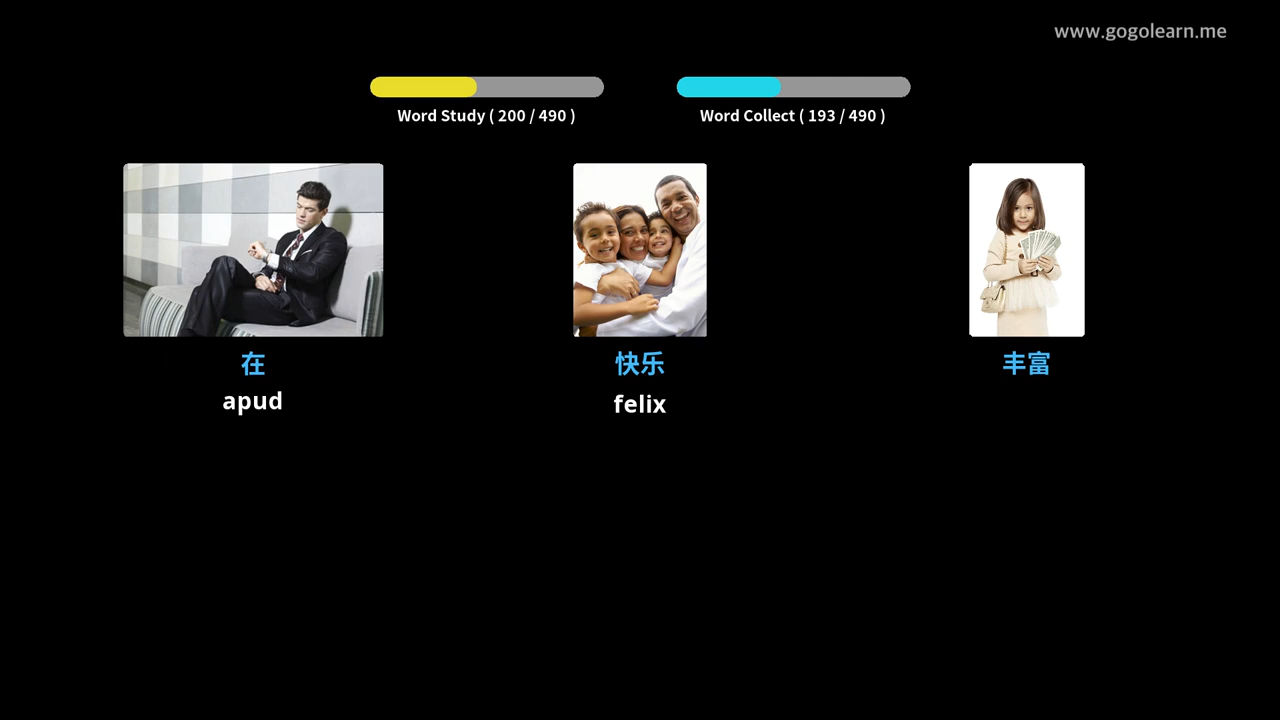 www.gogolearn.me
Word Study ( 200 / 490 )
Word Collect ( 193 / 490 )
在
快乐
丰富
apud
felix